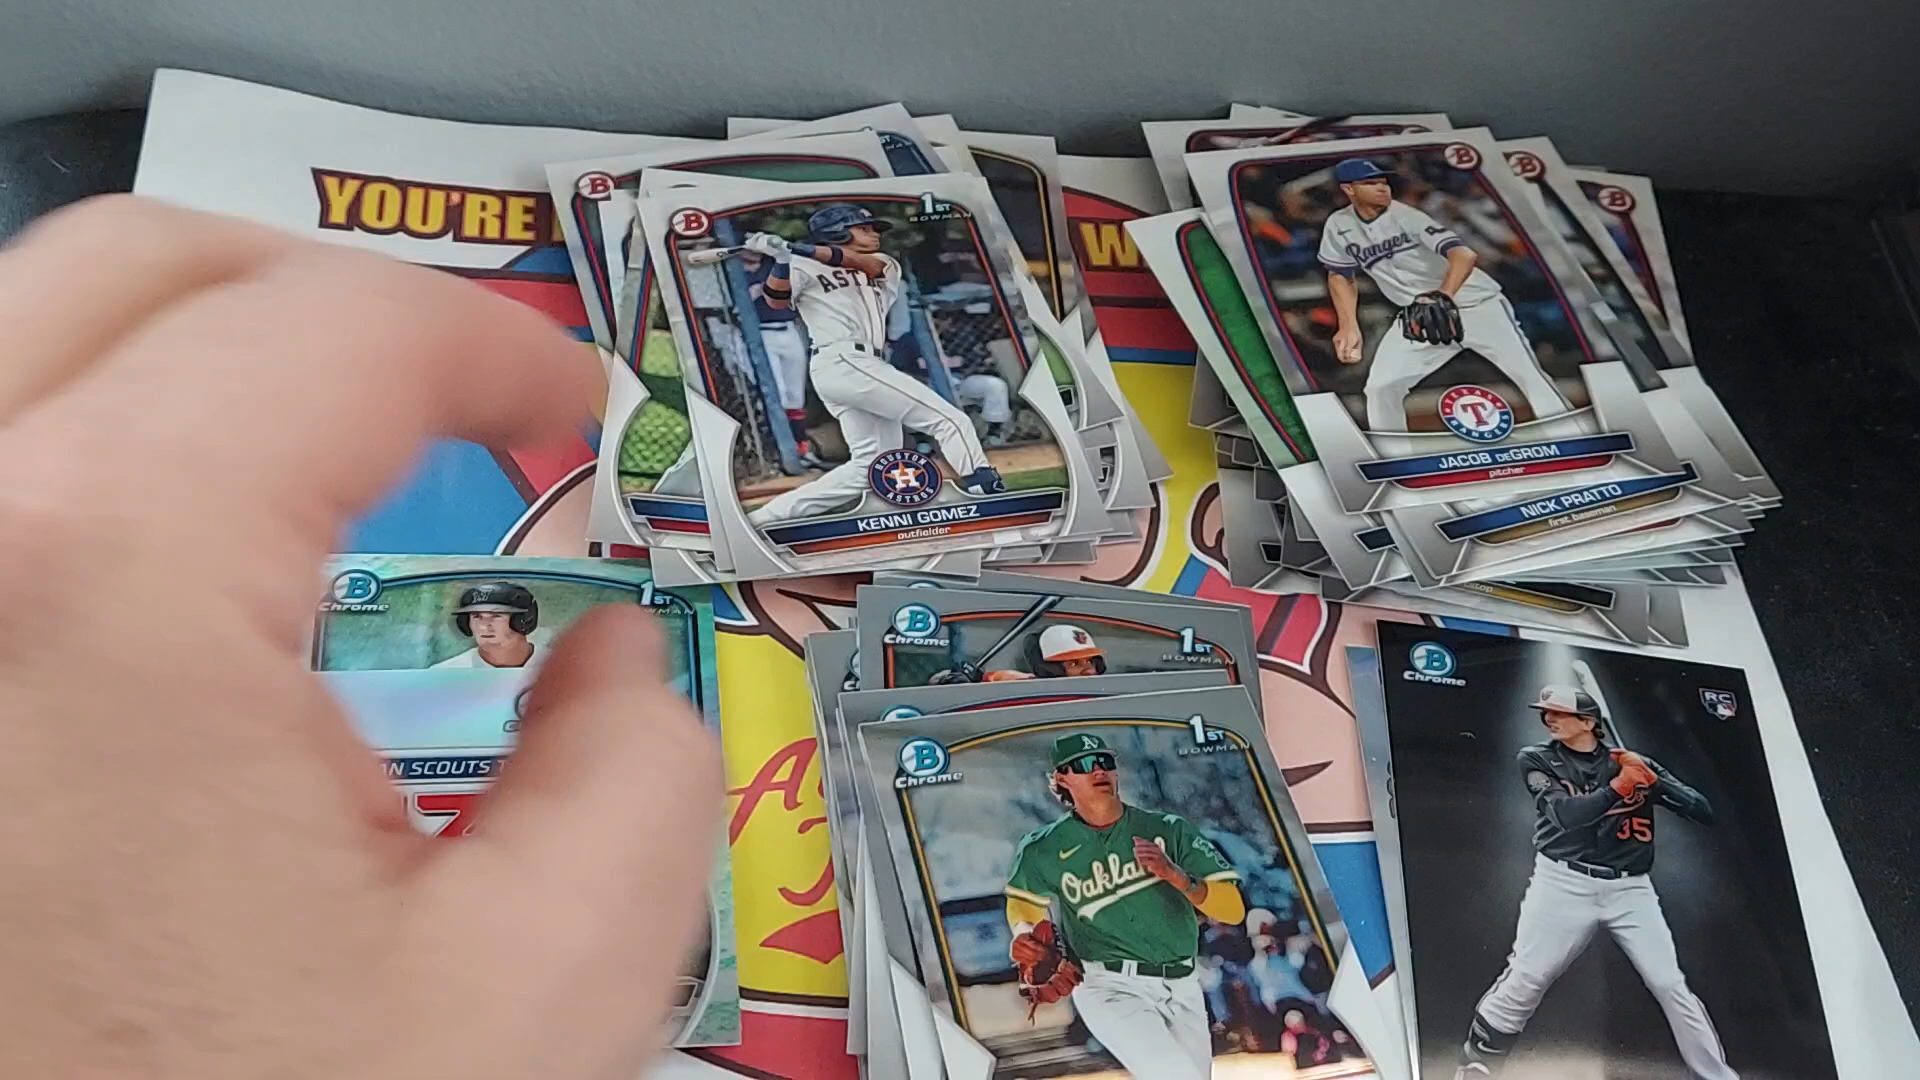 YOU'RE
W
B
1ST
BOWMAN
ASTR
HOUSTON
ASTROS
H
KENNI GOMEZ
outfielder
B
B
Rangers
TEXAS
T
RANGERS
JACOB deGROM
pitcher
NICK PRATTO
first baseman
B
B
B
Chrome
1ST
BOWMAN
N SCOUTS T
B
Chrome
1ST
BOWMAN
B
Chrome
1ST
BOWMAN
A's
Oakland
B
Chrome
RC
35